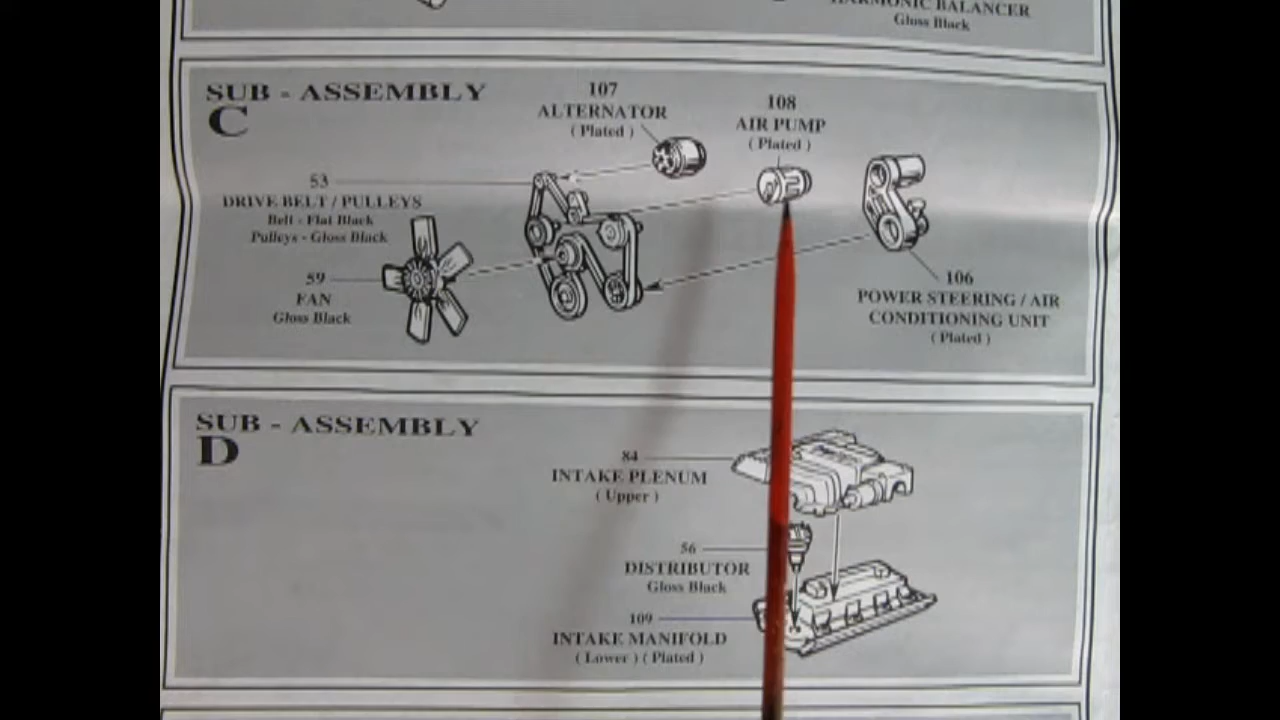 HARMONIC BALANCER
Gloss Black
SUB - ASSEMBLY
C
107
ALTERNATOR
( Plated )
108
AIR PUMP
( Plated )
53
DRIVE BELT / PULLEYS
Belt - Flat Black
Pulleys - Gloss Black
59
FAN
Gloss Black
106
POWER STEERING / AIR
CONDITIONING UNIT
( Plated )
SUB - ASSEMBLY
D
84
INTAKE PLENUM
( Upper )
56
DISTRIBUTOR
Gloss Black
109
INTAKE MANIFOLD
( Lower ) ( Plated )